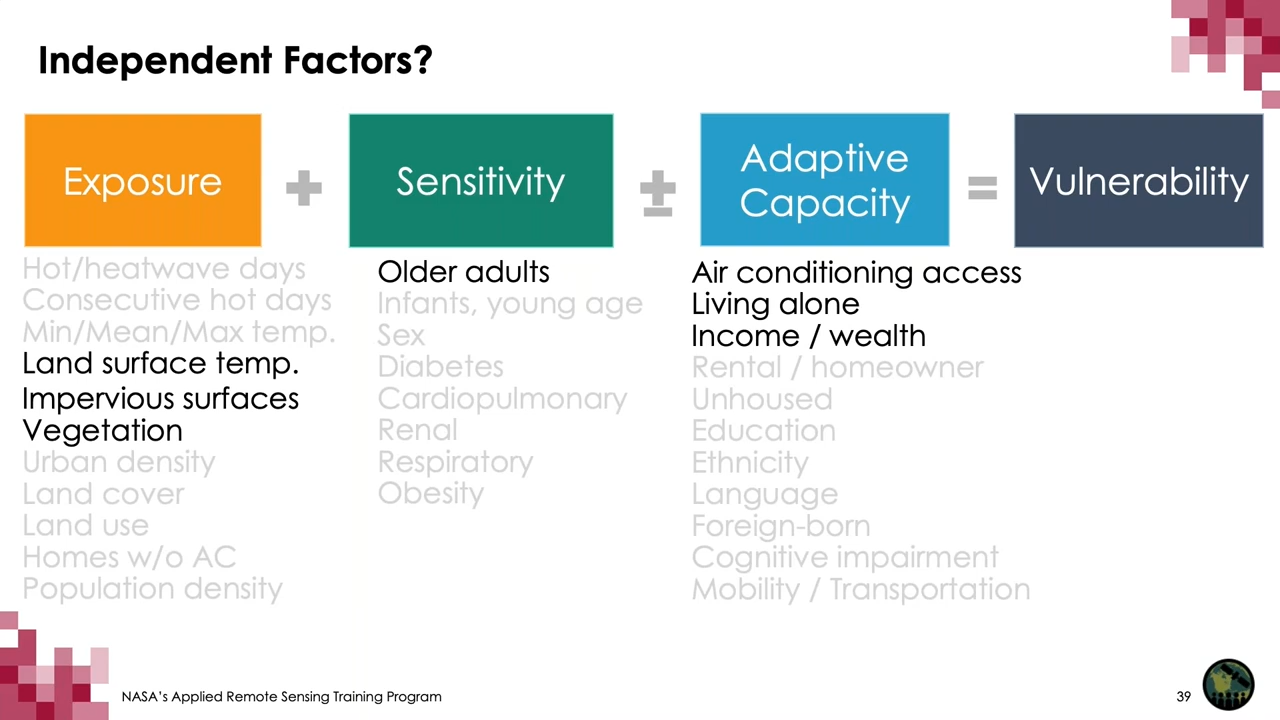 Independent Factors?
Exposure
+
Sensitivity
±
Adaptive
Capacity
=
Vulnerability
Hot/heatwave days
Consecutive hot days
Min/Mean/Max temp.
Land surface temp.
Impervious surfaces
Vegetation
Urban density
Land cover
Land use
Homes w/o AC
Population density
Older adults
Infants, young age
Sex
Diabetes
Cardiopulmonary
Renal
Respiratory
Obesity
Air conditioning access
Living alone
Income / wealth
Rental / homeowner
Unhoused
Education
Ethnicity
Language
Foreign-born
Cognitive impairment
Mobility / Transportation
NASA's Applied Remote Sensing Training Program
39